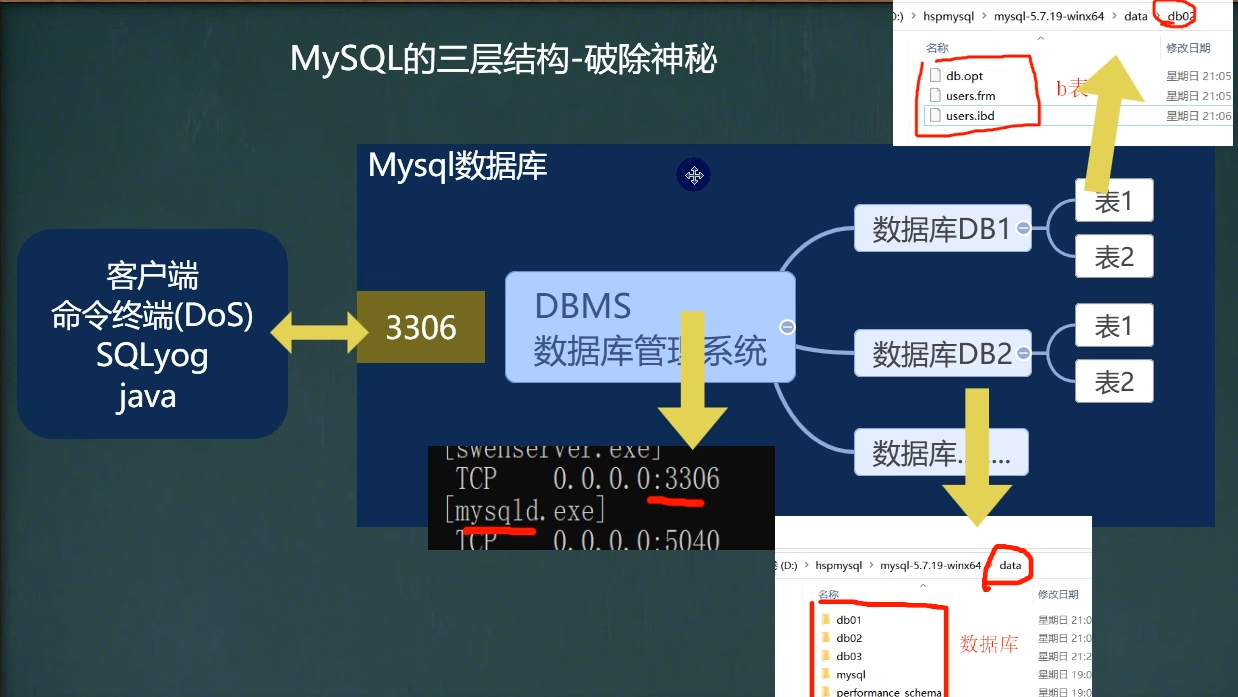 MySQL的三层结构-破除神秘
hspmysql > mysql-5.7.19-winx64 > data > db02
名称
修改日期
db.opt
星期日 21:05
users.frm
星期日 21:05
users.ibd
星期日 21:06
b表
Mysql数据库
客户端
命令终端(DoS)
SQLyog
java
3306
DBMS
数据库管理系统
数据库DB1
表1
表2
数据库DB2
表1
表2
数据库......
[swenserver.exe]
TCP 0.0.0.0:3306
[mysqld.exe]
TCP 0.0.0.0:5040
(D:) > hspmysql > mysql-5.7.19-winx64 > data
名称
修改日期
db01
星期日 21:0
db02
星期日 21:0
db03
星期日 21:2
mysql
星期日 19:0
performance_schema
星期日 19:0
数据库